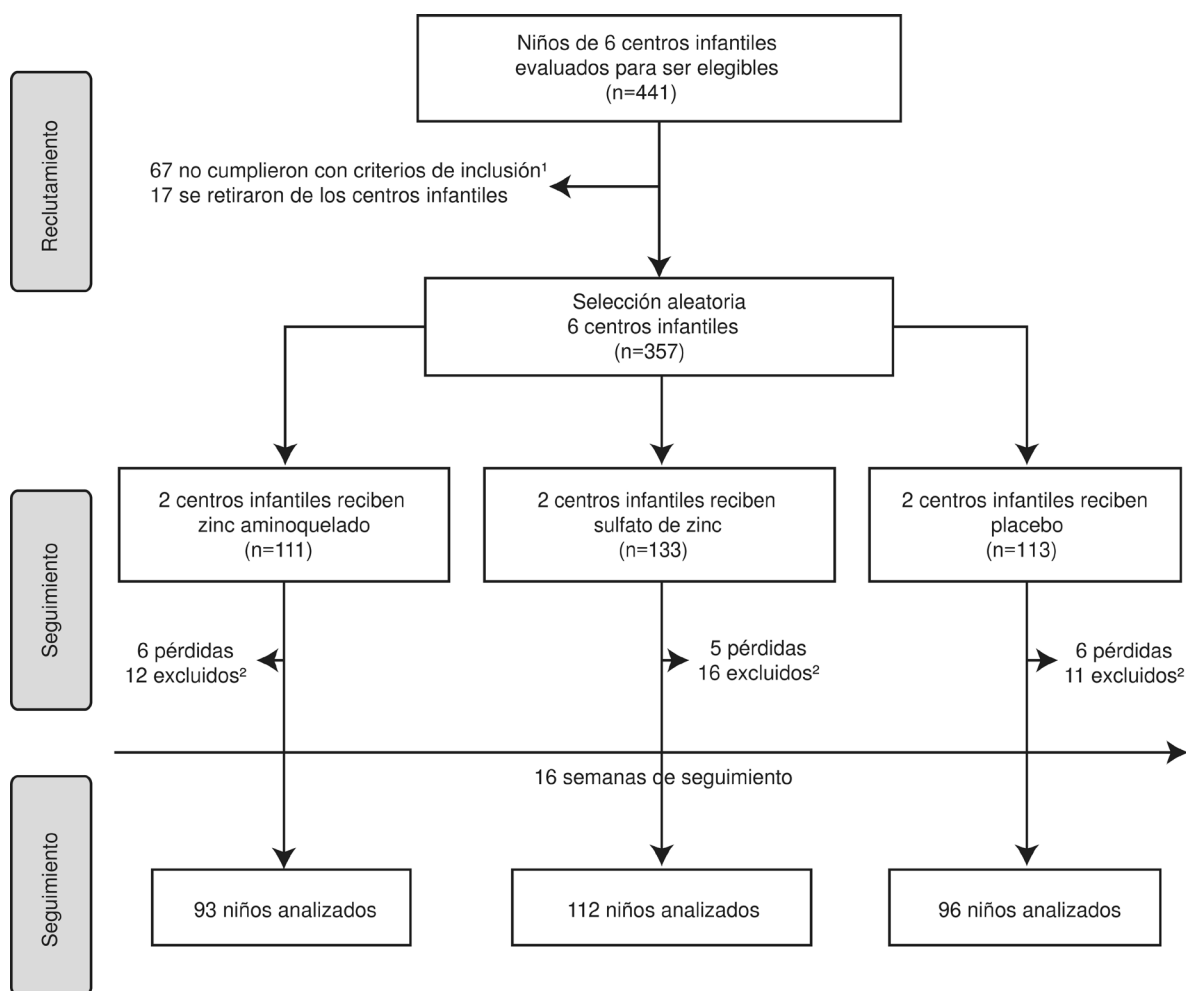 Niños de 6 centros infantiles
evaluados para ser elegibles
(n=441)
Reclutamiento
67 no cumplieron con criterios de inclusión¹
17 se retiraron de los centros infantiles
Selección aleatoria
6 centros infantiles
(n=357)
Seguimiento
2 centros infantiles reciben
zinc aminoquelado
(n=111)
2 centros infantiles reciben
sulfato de zinc
(n=133)
2 centros infantiles reciben
placebo
(n=113)
6 pérdidas
12 excluidos²
5 pérdidas
16 excluidos²
6 pérdidas
11 excluidos²
16 semanas de seguimiento
Seguimiento
93 niños analizados
112 niños analizados
96 niños analizados